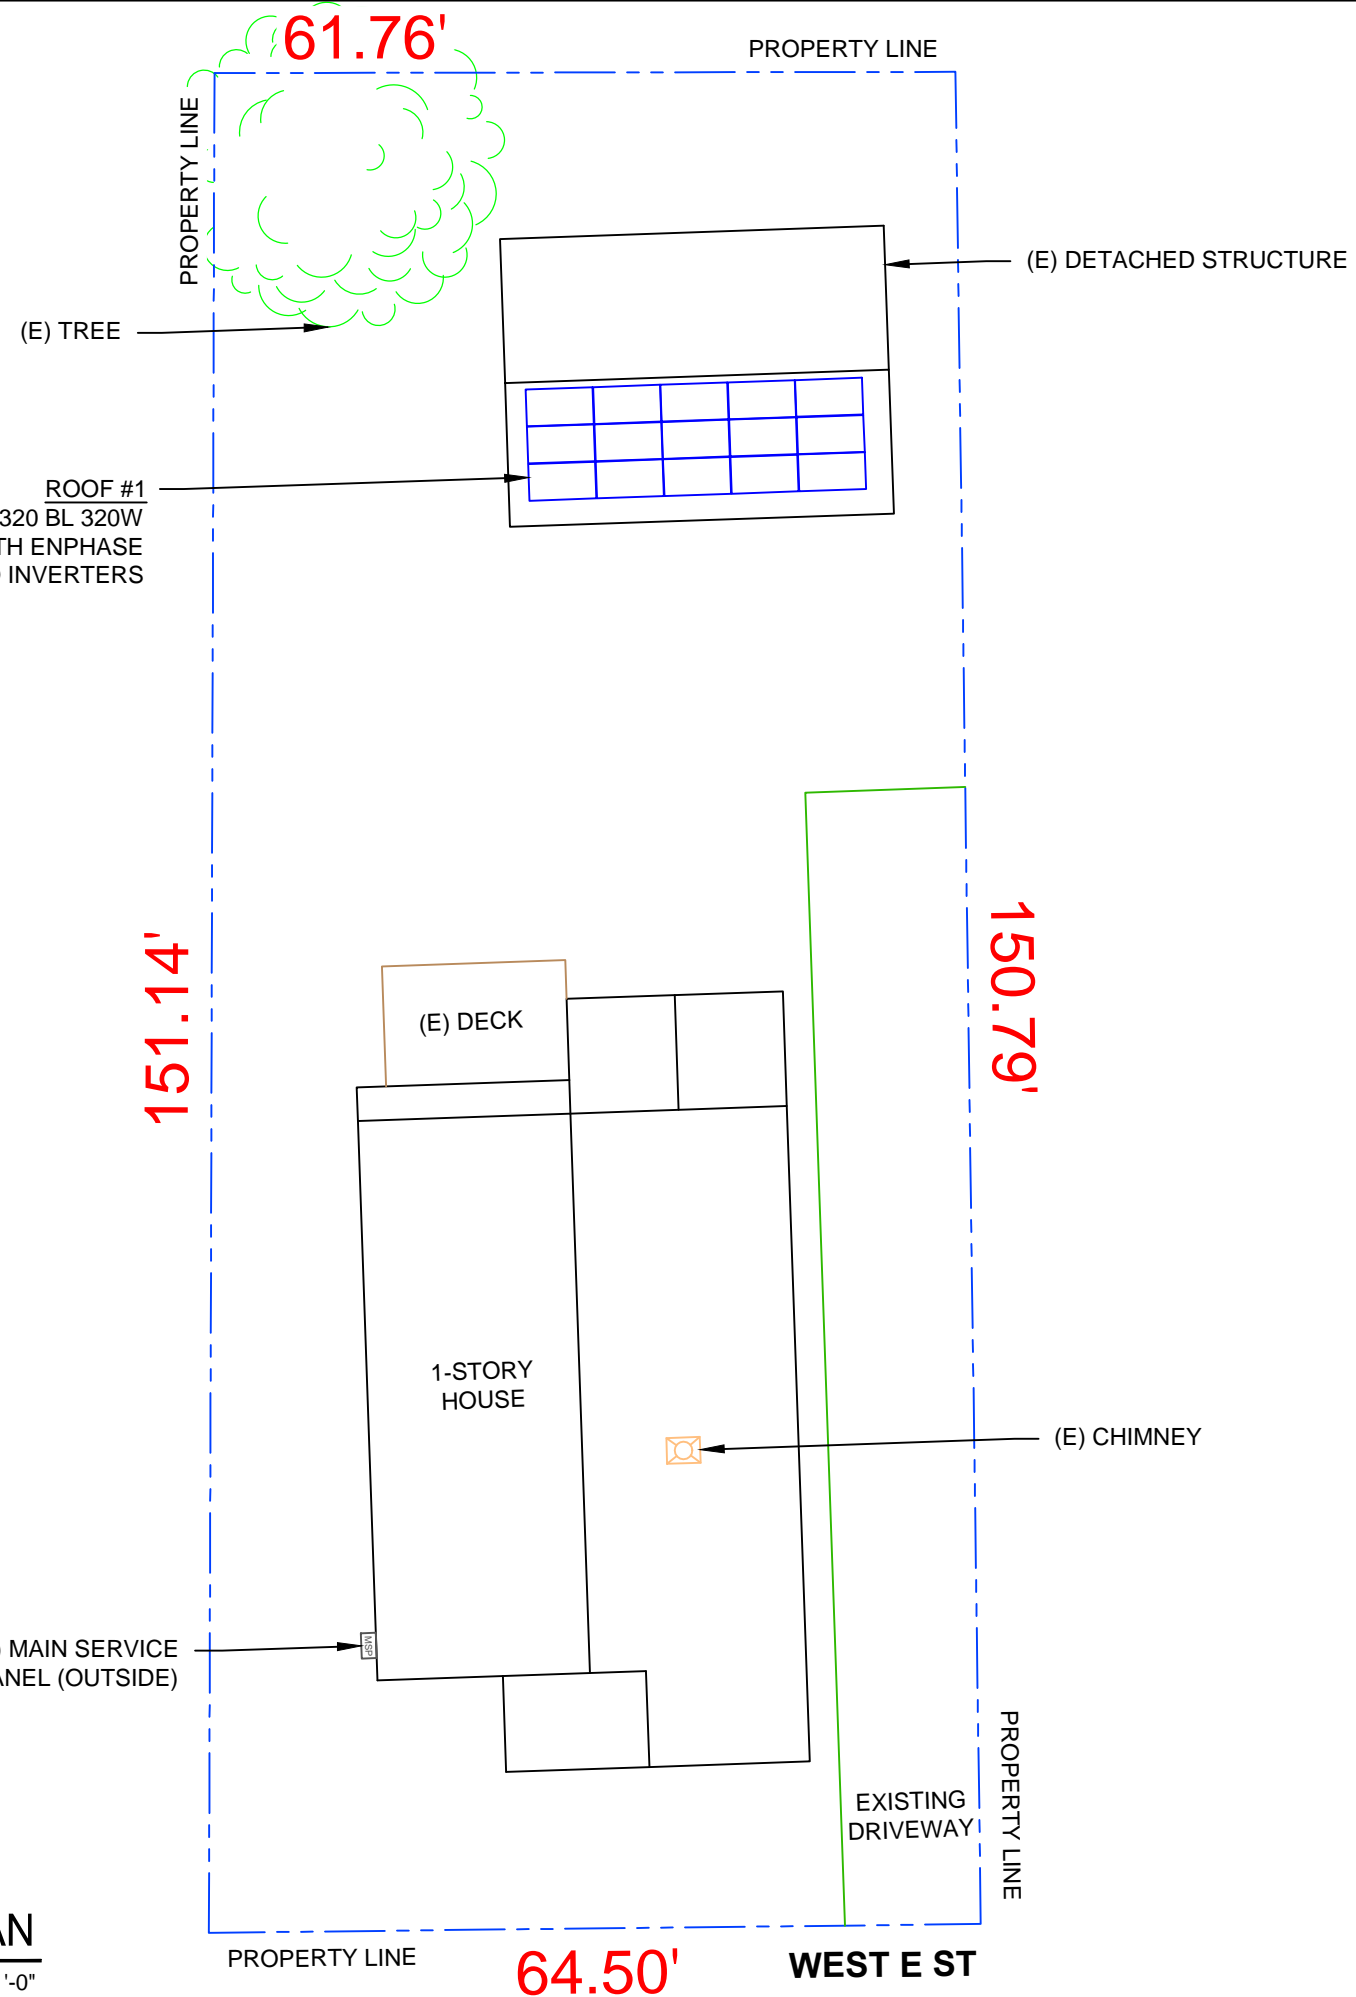 61.76'
PROPERTY LINE
PROPERTY LINE
(E) DETACHED STRUCTURE
(E) TREE
ROOF #1
320 BL 320W
ENPHASE
INVERTERS
151.14'
150.79'
(E) DECK
1-STORY
HOUSE
(E) CHIMNEY
MAIN SERVICE
(OUTSIDE)
MSP
EXISTING
DRIVEWAY
PROPERTY LINE
PROPERTY LINE
64.50'
WEST E ST
'-0"